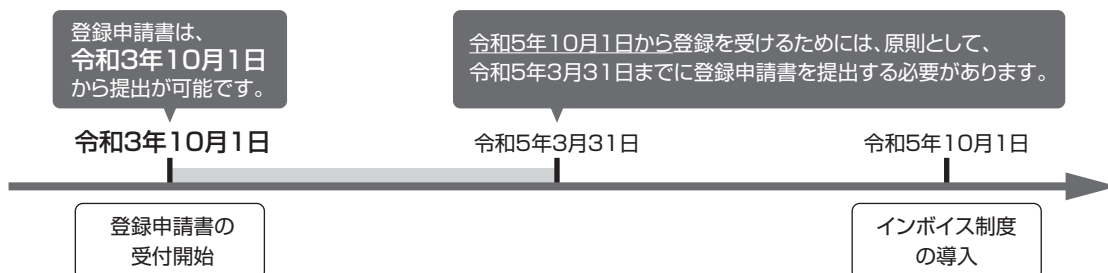 登録申請書は、
令和3年10月1日
から提出が可能です。
令和5年10月1日から登録を受けるためには、原則として、
令和5年3月31日までに登録申請書を提出する必要があります。
令和3年10月1日
令和5年3月31日
令和5年10月1日
登録申請書の
受付開始
インボイス制度
の導入